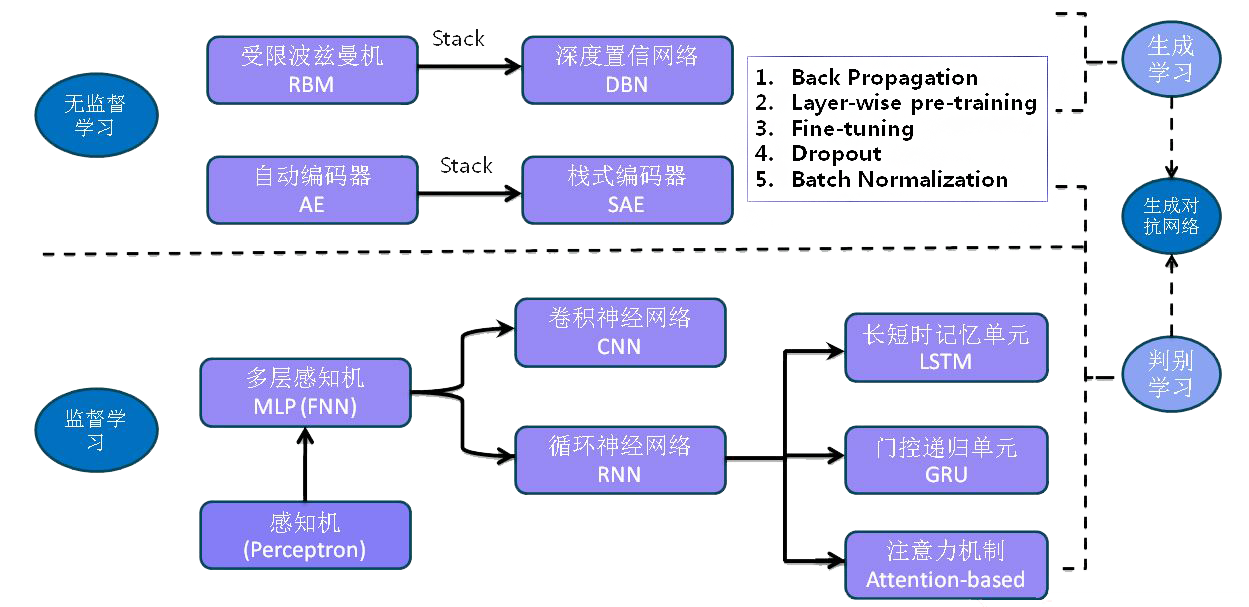 无监督
学习
受限波兹曼机
RBM
Stack
深度置信网络
DBN
自动编码器
AE
Stack
栈式编码器
SAE
1. Back Propagation
2. Layer-wise pre-training
3. Fine-tuning
4. Dropout
5. Batch Normalization
生成
学习
生成对
抗网络
判别
学习
监督学
习
多层感知机
MLP (FNN)
感知机
(Perceptron)
卷积神经网络
CNN
循环神经网络
RNN
长短时记忆单元
LSTM
门控递归单元
GRU
注意力机制
Attention-based